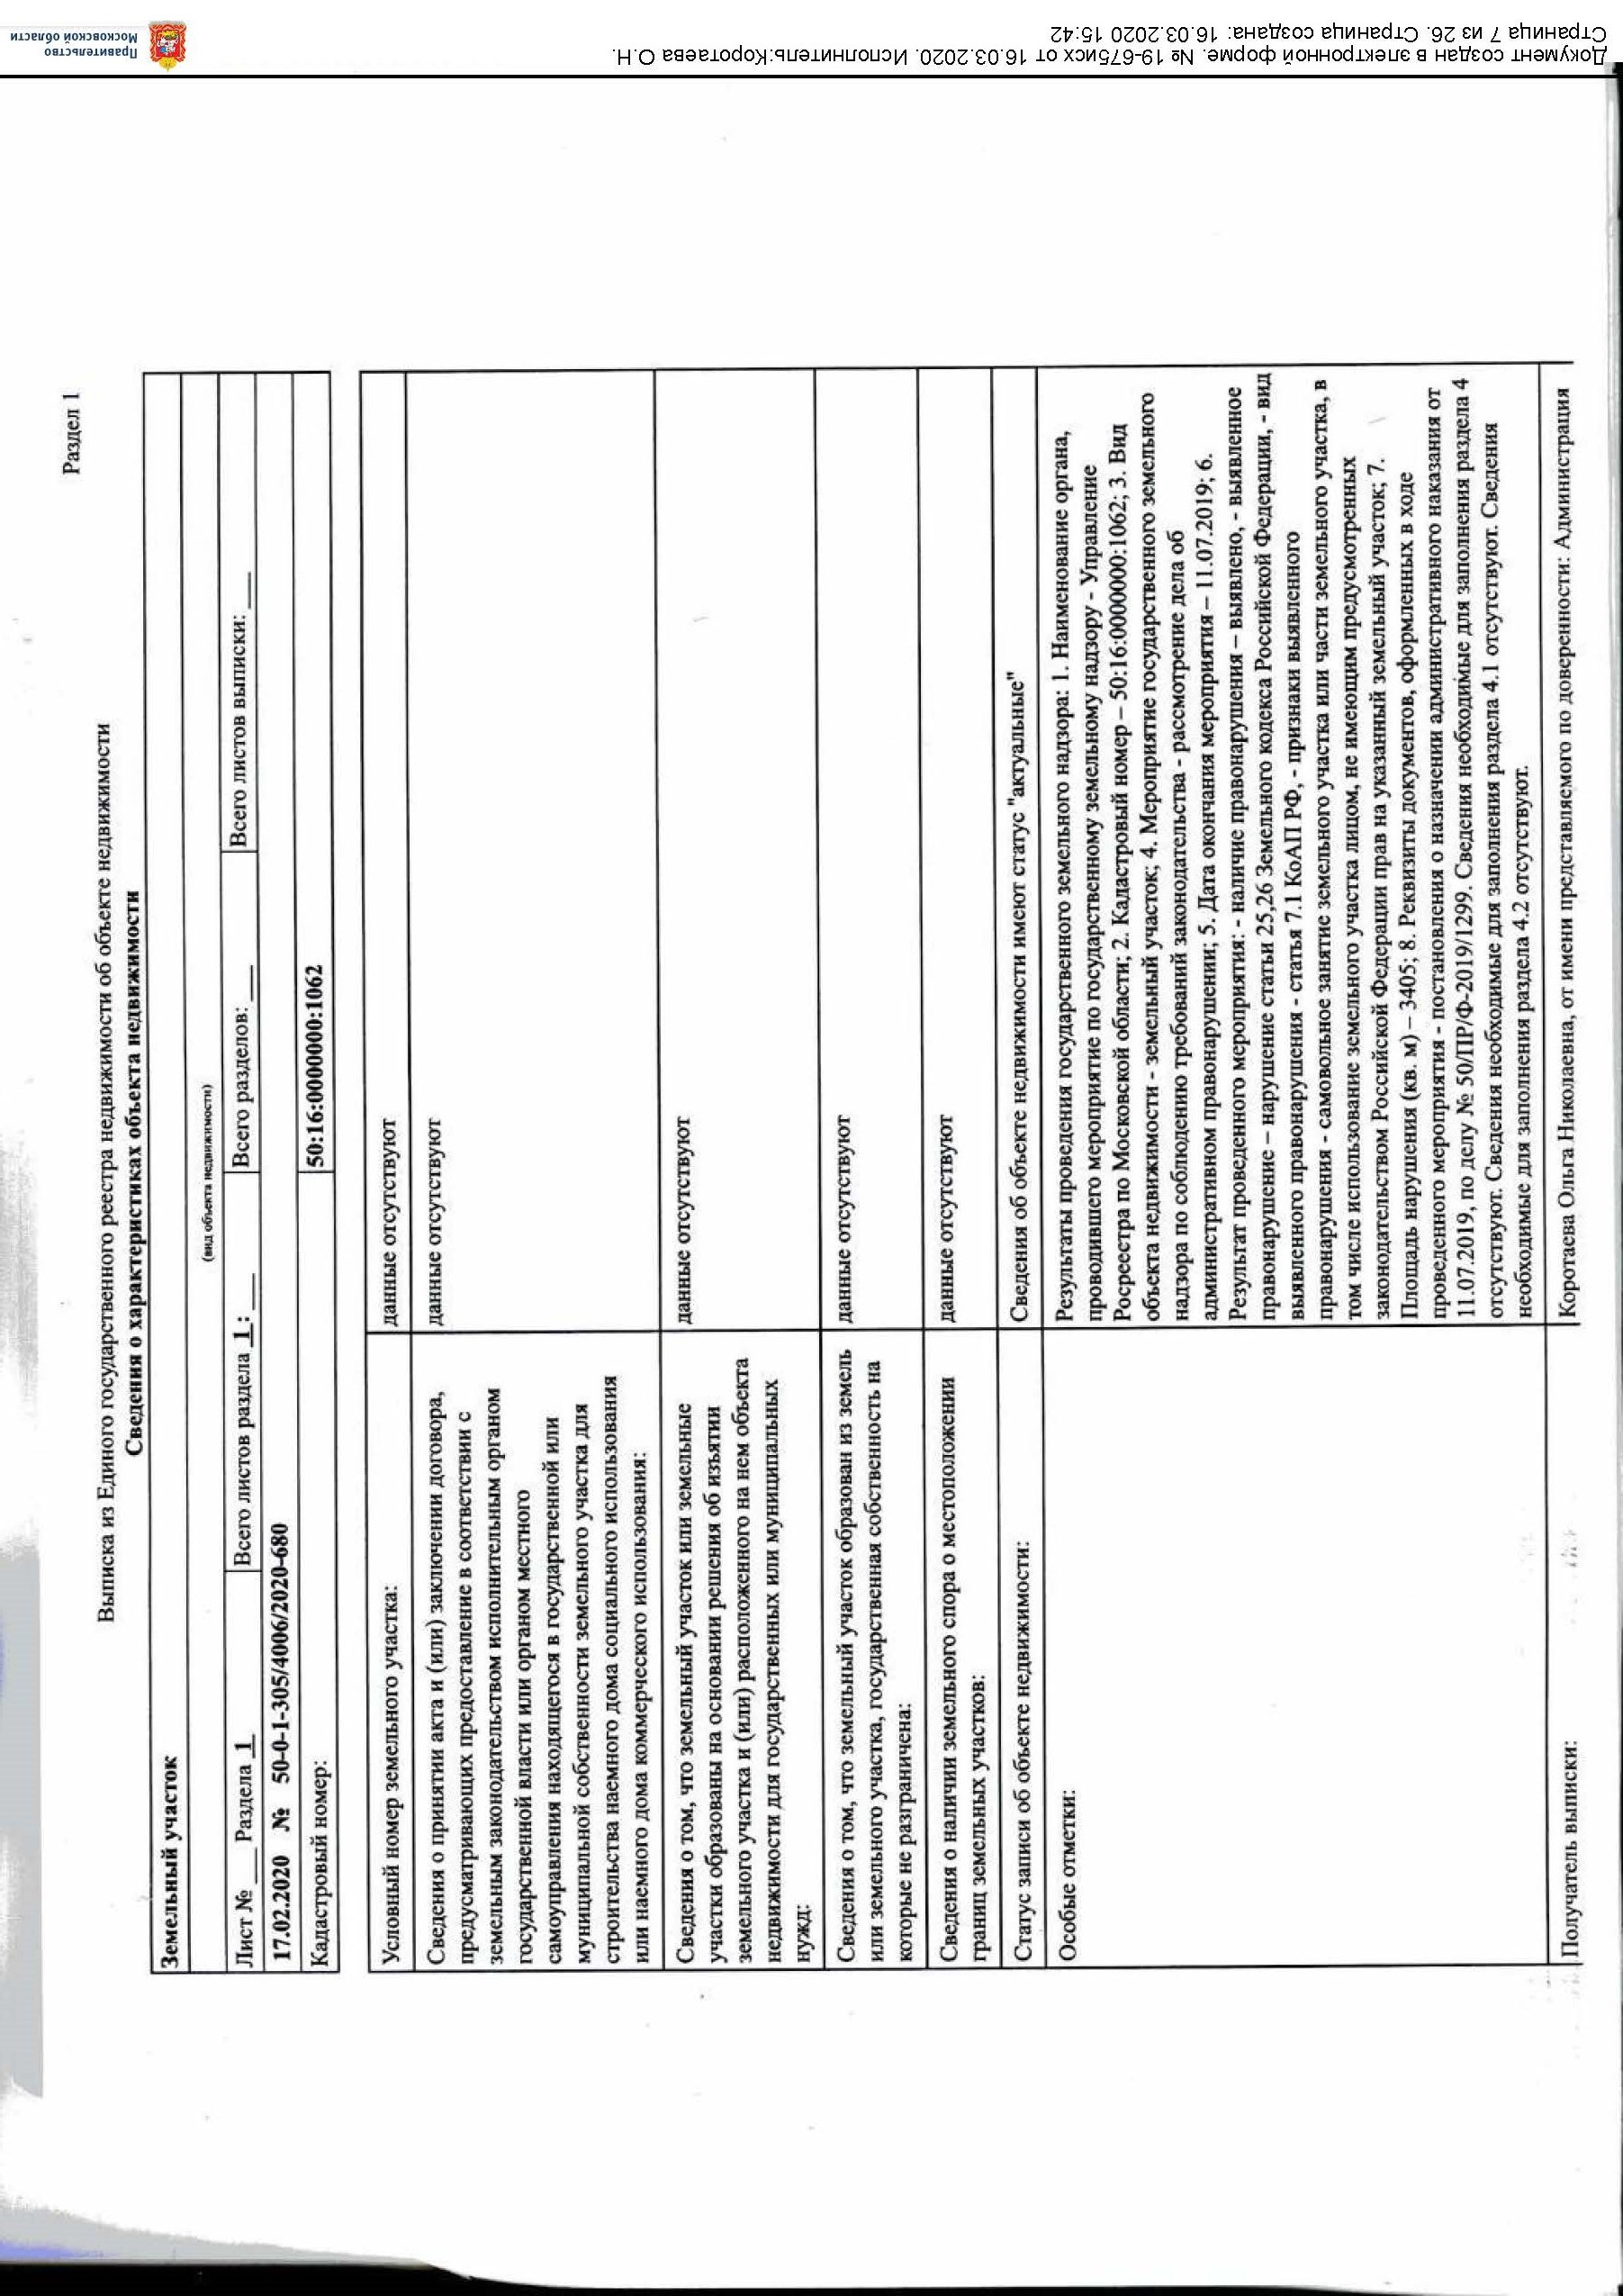 Документ создан в электронной форме. № 19-675исх от 16.03.2020. Исполнитель:Коротаева О.Н.
Страница 7 из 26. Страница создана: 16.03.2020 15:42
Правительство
Московской области
Раздел 1
Выписка из Единого государственного реестра недвижимости об объекте недвижимости
Сведения о характеристиках объекта недвижимости
Земельный участок
(вид объекта недвижимости)
Лист № ___ Раздела 1
Всего листов раздела 1 : ___
Всего разделов: ___
Всего листов выписки: ___
17.02.2020 № 50-0-1-305/4006/2020-680
Кадастровый номер:
50:16:0000000:1062
Условный номер земельного участка:
данные отсутствуют
Сведения о принятии акта и (или) заключении договора,
предусматривающих предоставление в соответствии с
земельным законодательством исполнительным органом
государственной власти или органом местного
самоуправления находящегося в государственной или
муниципальной собственности земельного участка для
строительства наемного дома социального использования
или наемного дома коммерческого использования:
данные отсутствуют
Сведения о том, что земельный участок или земельные
участки образованы на основании решения об изъятии
земельного участка и (или) расположенного на нем объекта
недвижимости для государственных или муниципальных
нужд:
данные отсутствуют
Сведения о том, что земельный участок образован из земель
или земельного участка, государственная собственность на
которые не разграничена:
данные отсутствуют
Сведения о наличии земельного спора о местоположении
границ земельных участков:
данные отсутствуют
Статус записи об объекте недвижимости:
Сведения об объекте недвижимости имеют статус "актуальные"
Особые отметки:
Результаты проведения государственного земельного надзора: 1. Наименование органа,
проводившего мероприятие по государственному земельному надзору - Управление
Росреестра по Московской области; 2. Кадастровый номер – 50:16:0000000:1062; 3. Вид
объекта недвижимости - земельный участок; 4. Мероприятие государственного земельного
надзора по соблюдению требований законодательства - рассмотрение дела об
административном правонарушении; 5. Дата окончания мероприятия – 11.07.2019; 6.
Результат проведенного мероприятия: - наличие правонарушения – выявлено, - выявленное
правонарушение – нарушение статьи 25,26 Земельного кодекса Российской Федерации, - вид
выявленного правонарушения - статья 7.1 КоАП РФ, - признаки выявленного
правонарушения - самовольное занятие земельного участка или части земельного участка, в
том числе использование земельного участка лицом, не имеющим предусмотренных
законодательством Российской Федерации прав на указанный земельный участок; 7.
Площадь нарушения (кв. м) – 3405; 8. Реквизиты документов, оформленных в ходе
проведенного мероприятия - постановления о назначении административного наказания от
11.07.2019, по делу № 50/ПР/Ф-2019/1299. Сведения необходимые для заполнения раздела 4
отсутствуют. Сведения необходимые для заполнения раздела 4.1 отсутствуют. Сведения
необходимые для заполнения раздела 4.2 отсутствуют.
Получатель выписки:
Коротаева Ольга Николаевна, от имени представляемого по доверенности: Администрация